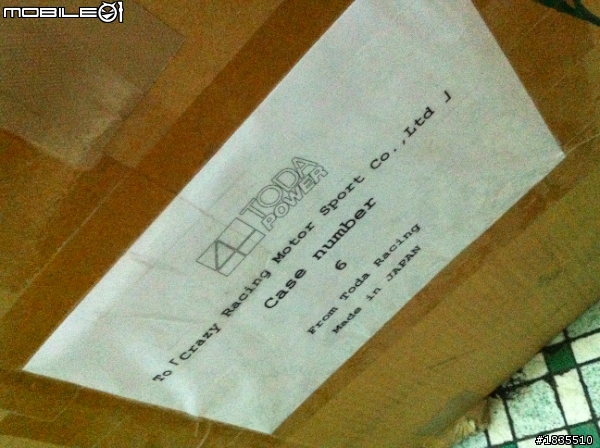 MOBILE01
TODA
POWER
To「Crazy Racing Motor Sport Co.,Ltd」
Case number
6
From Toda Racing
Made in JAPAN
#1835510